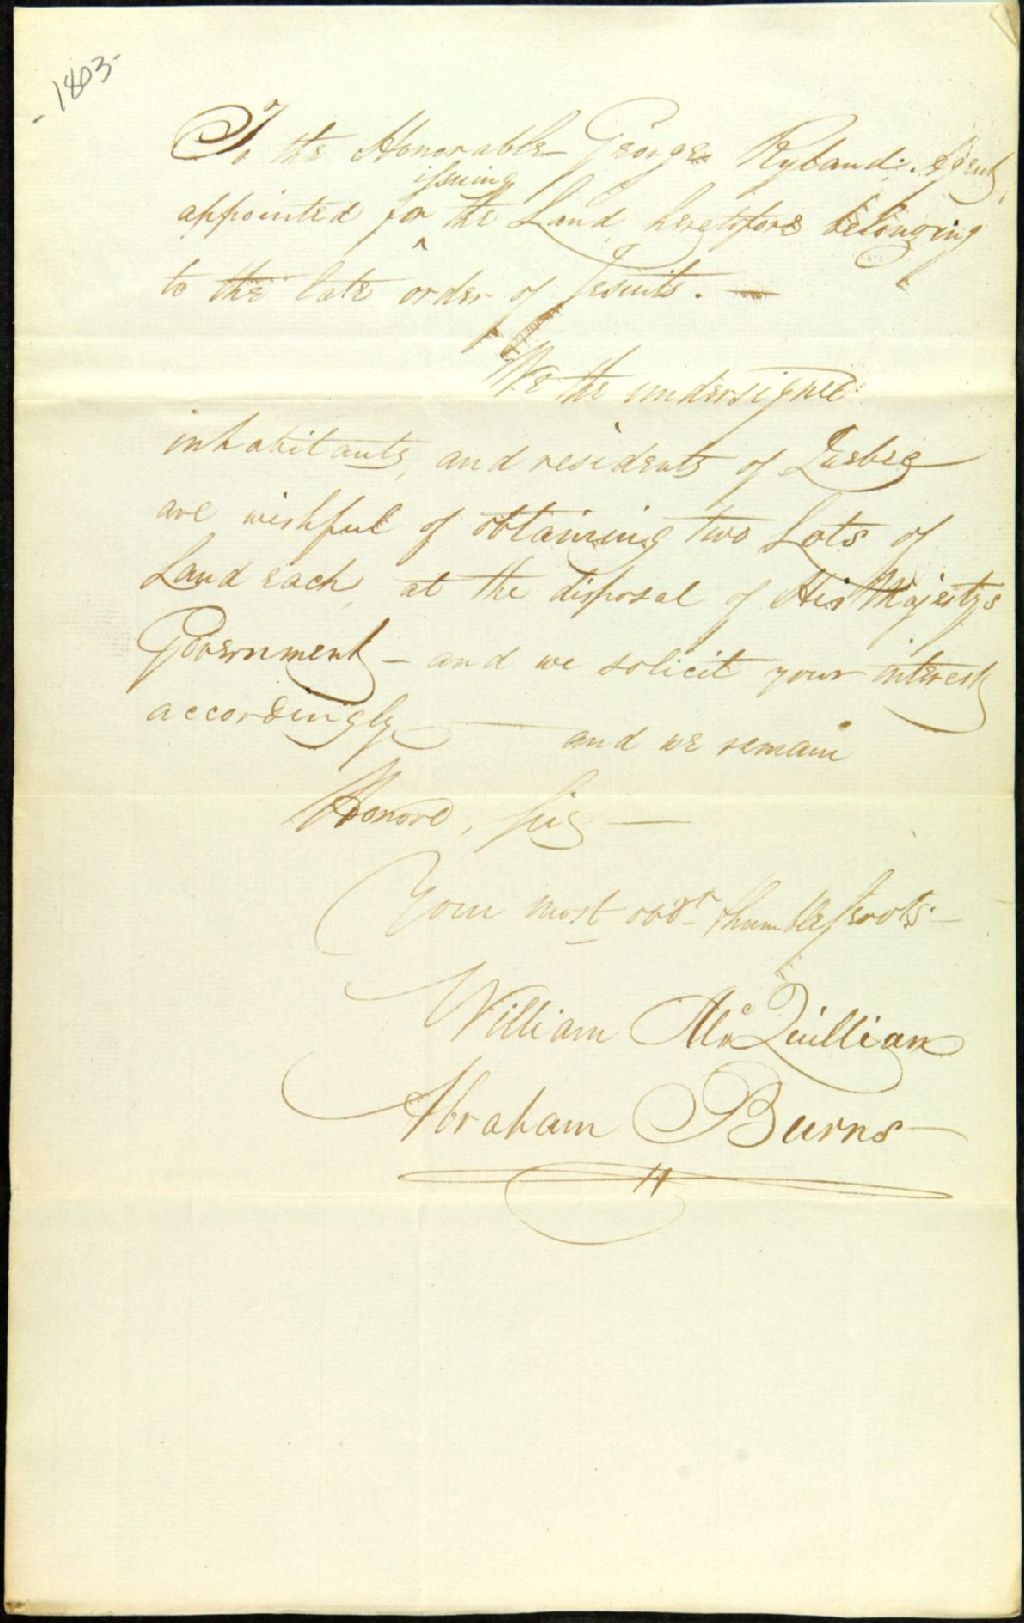 1803-
To the Honorable George Ryland: Agent,
appointed for ^issuing the Land heretofore belonging
to the late order of Jesuits. —
We the undersigned
inhabitants, and residents of Quebec
are wishful of obtaining two Lots of
Land each, at the disposal of His Majestys
Government – and we solicit your interest
accordingly — and we remain
Honord, Sir —
Your most obdt humble Servts. —
William McQuillian
Abraham Burns —